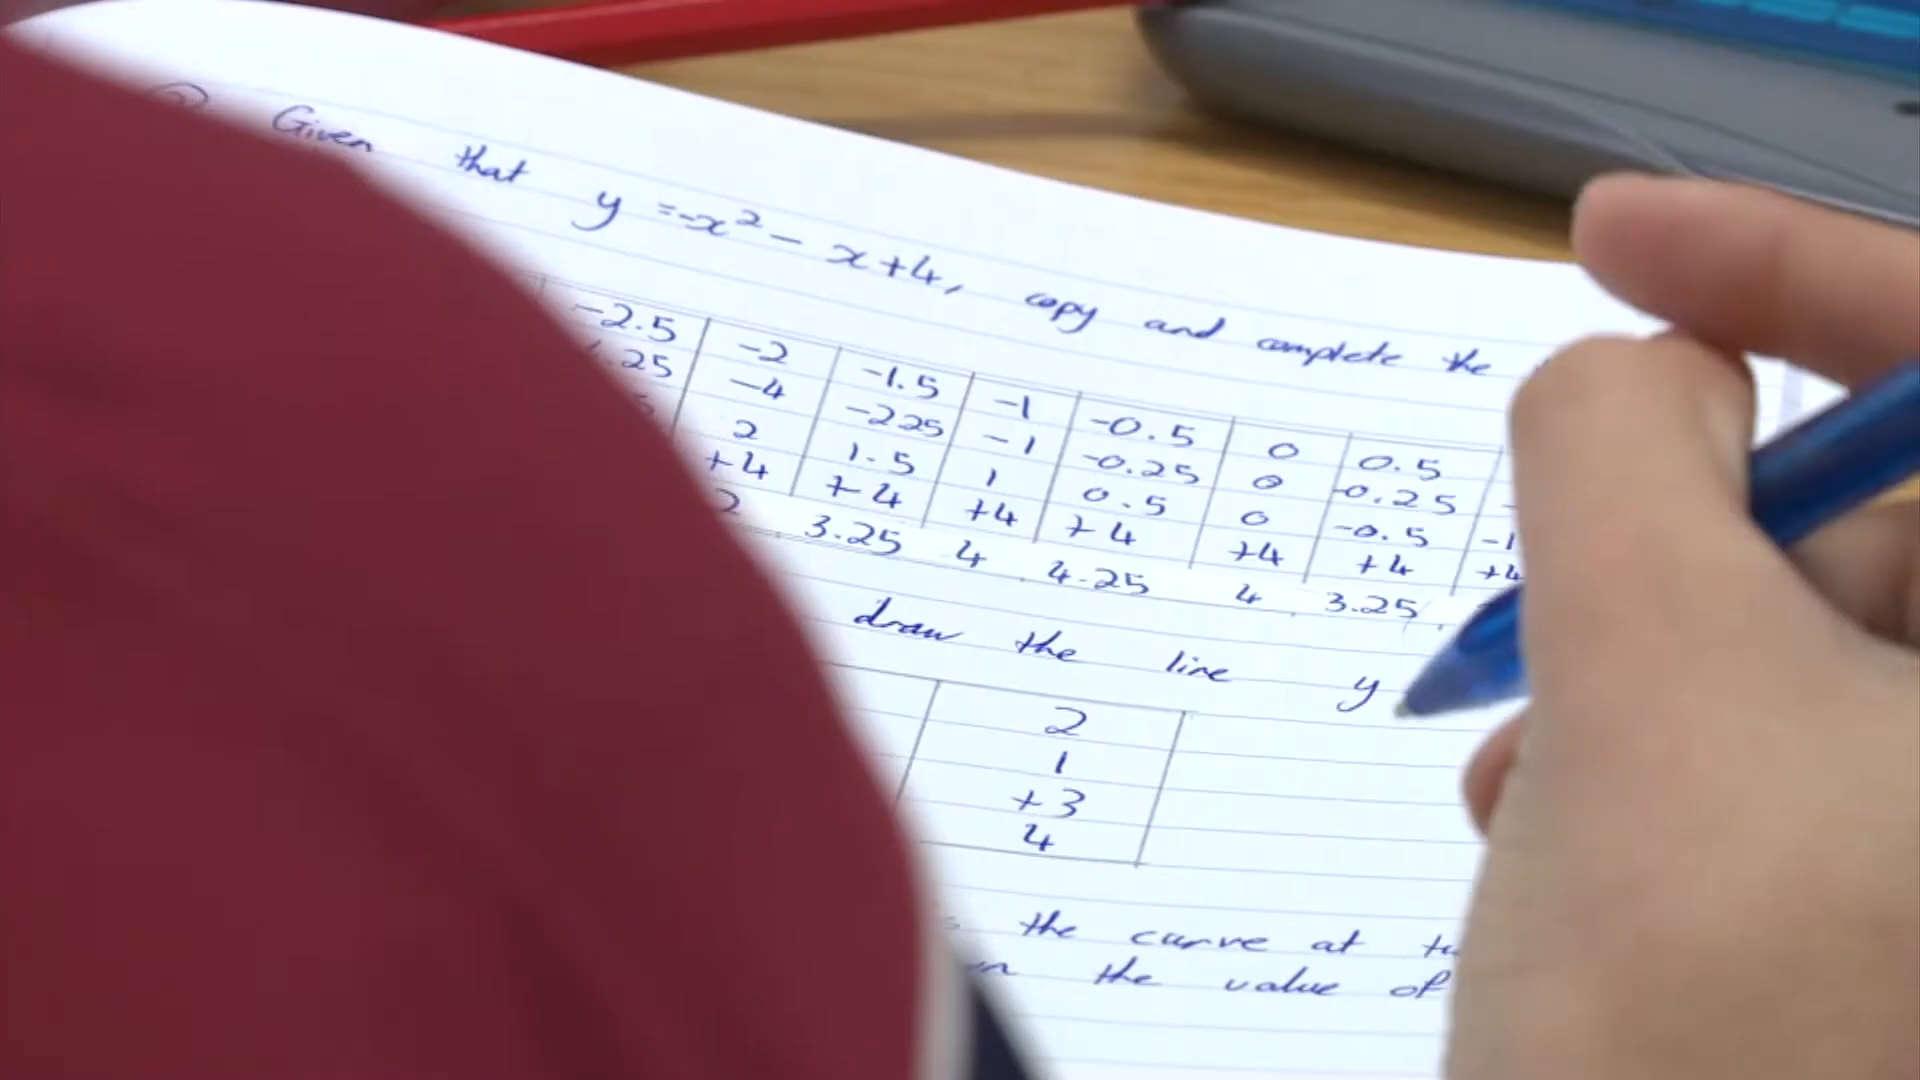 Given that y = -x² - x+4, copy and complete the
-2.5 -2 -1.5 -1 -0.5 0 0.5
.25 -4 -225 -1 -0.25 0 -0.25
2 1.5 1 0.5 0 -0.5 -1
+4 +4 +4 +4 +4 +4 +4
2 3.25 4 4.25 4 3.25
draw the line y
2
1
+3
4
the curve at
the value of